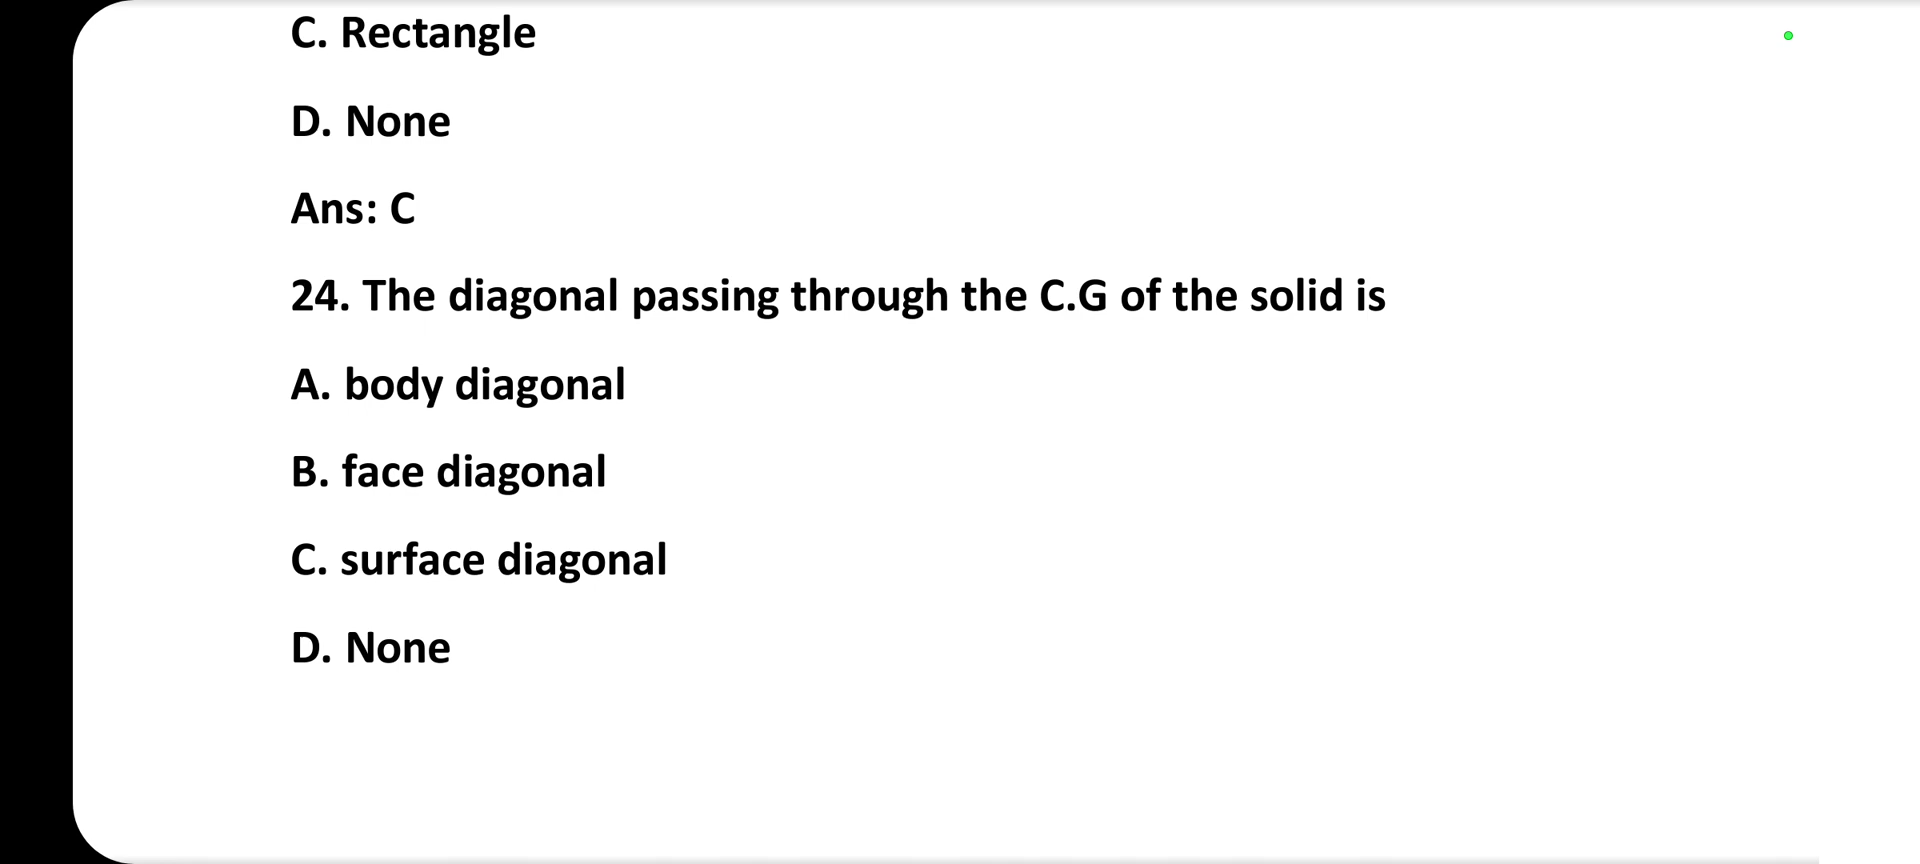 C. Rectangle
D. None
Ans: C
24. The diagonal passing through the C.G of the solid is
A. body diagonal
B. face diagonal
C. surface diagonal
D. None